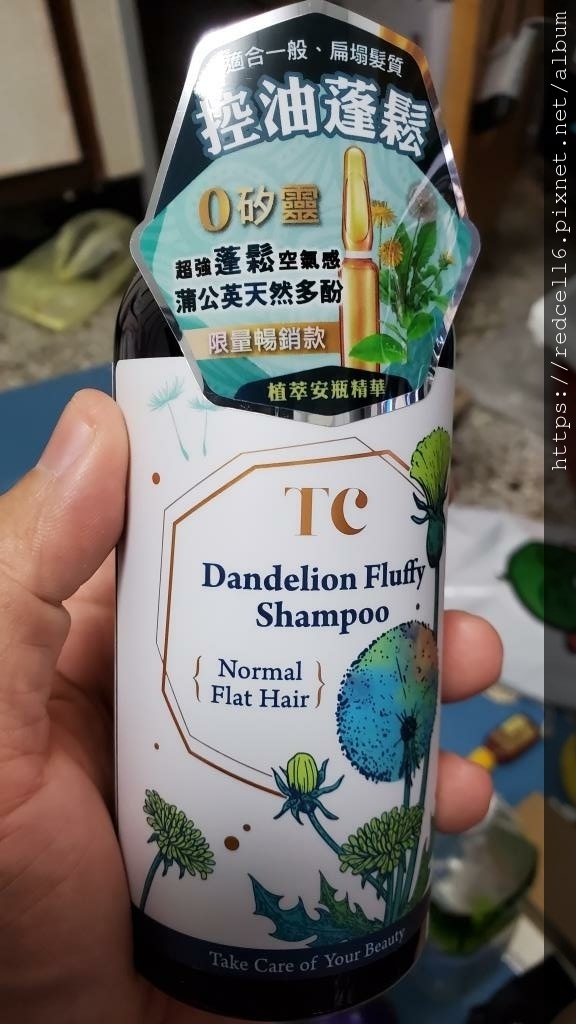 適合一般、扁塌髮質
控油蓬鬆
0矽靈
超強蓬鬆空氣感
蒲公英天然多酚
限量暢銷款
植萃安瓶精華
TC
Dandelion Fluffy
Shampoo
{ Normal
Flat Hair }
Take Care of Your Beauty
https://redcell6.pixnet.net/album